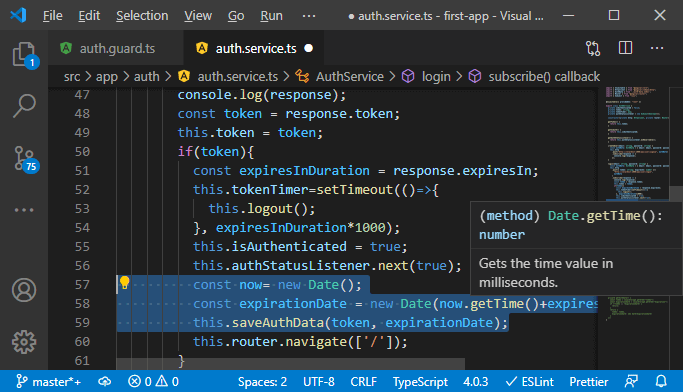 File Edit Selection View Go Run ··· ● auth.service.ts - first-app - Visual ...
auth.guard.ts auth.service.ts ●
src > app > auth > auth.service.ts > AuthService > login > subscribe() callback
47 console.log(response);
48 const token = response.token;
49 this.token = token;
50 if(token){
51 const expiresInDuration = response.expiresIn;
52 this.tokenTimer=setTimeout(()=>{
53 this.logout();
54 }, expiresInDuration*1000);
55 this.isAuthenticated = true;
56 this.authStatusListener.next(true);
57 const now= new Date();
58 const expirationDate = new Date(now.getTime()+expires
59 this.saveAuthData(token, expirationDate);
60 this.router.navigate(['/']);
61 }
(method) Date.getTime():
number
Gets the time value in
milliseconds.
1
75
master*+ 0 0 Spaces: 2 UTF-8 CRLF TypeScript 4.0.3 ✓ ESLint Prettier